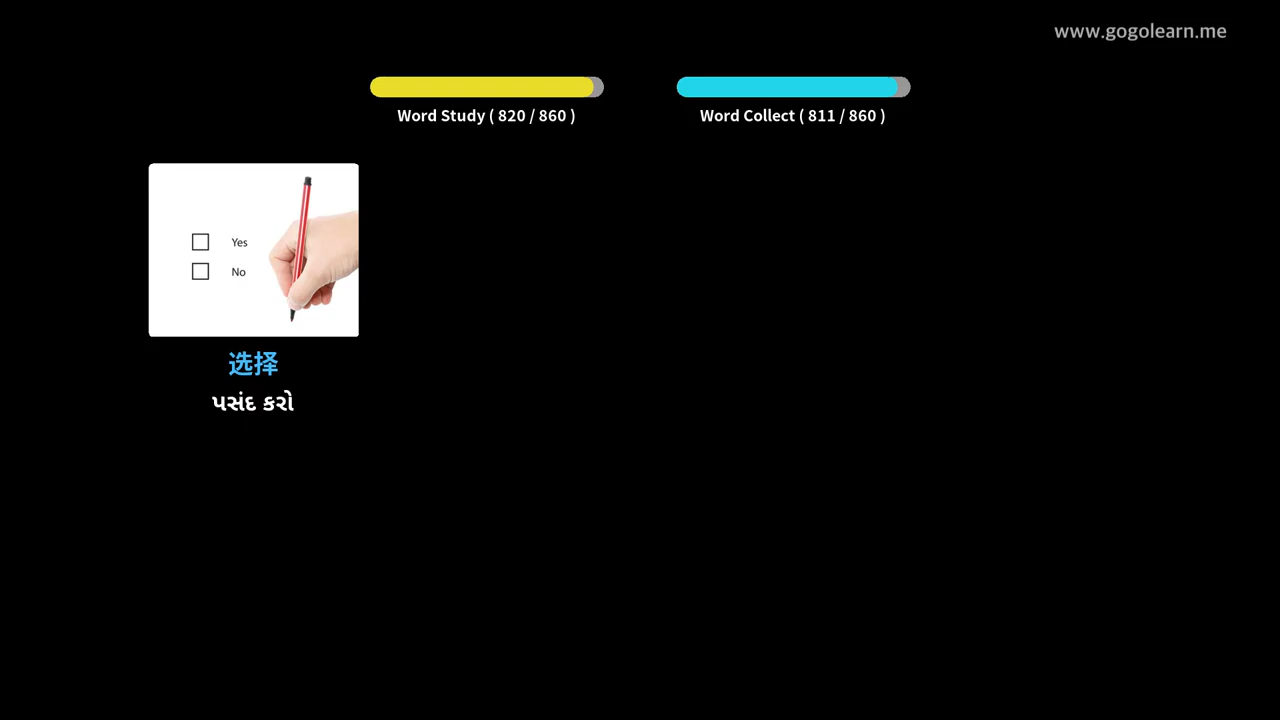 www.gogolearn.me
Word Study ( 820 / 860 )
Word Collect ( 811 / 860 )
Yes
No
选择
પસંદ કરો